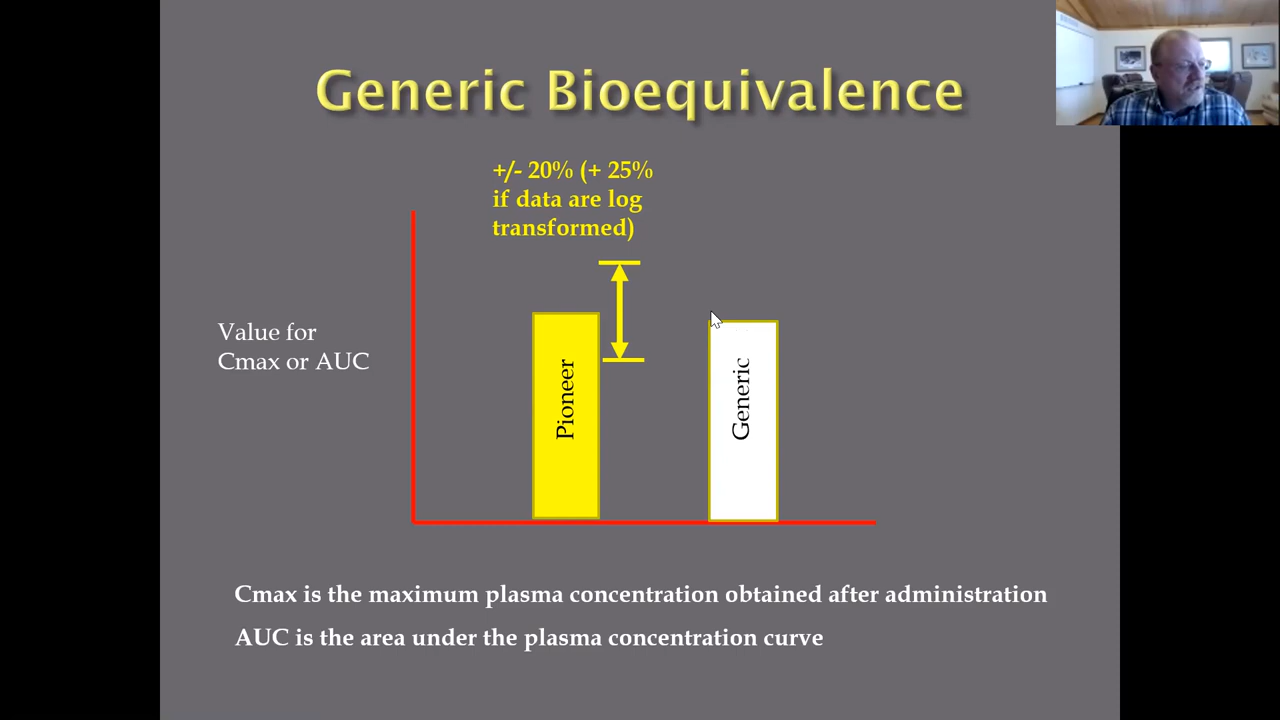 Generic Bioequivalence
+/- 20% (+ 25%
if data are log
transformed)
Value for
Cmax or AUC
Pioneer
Generic
Cmax is the maximum plasma concentration obtained after administration
AUC is the area under the plasma concentration curve